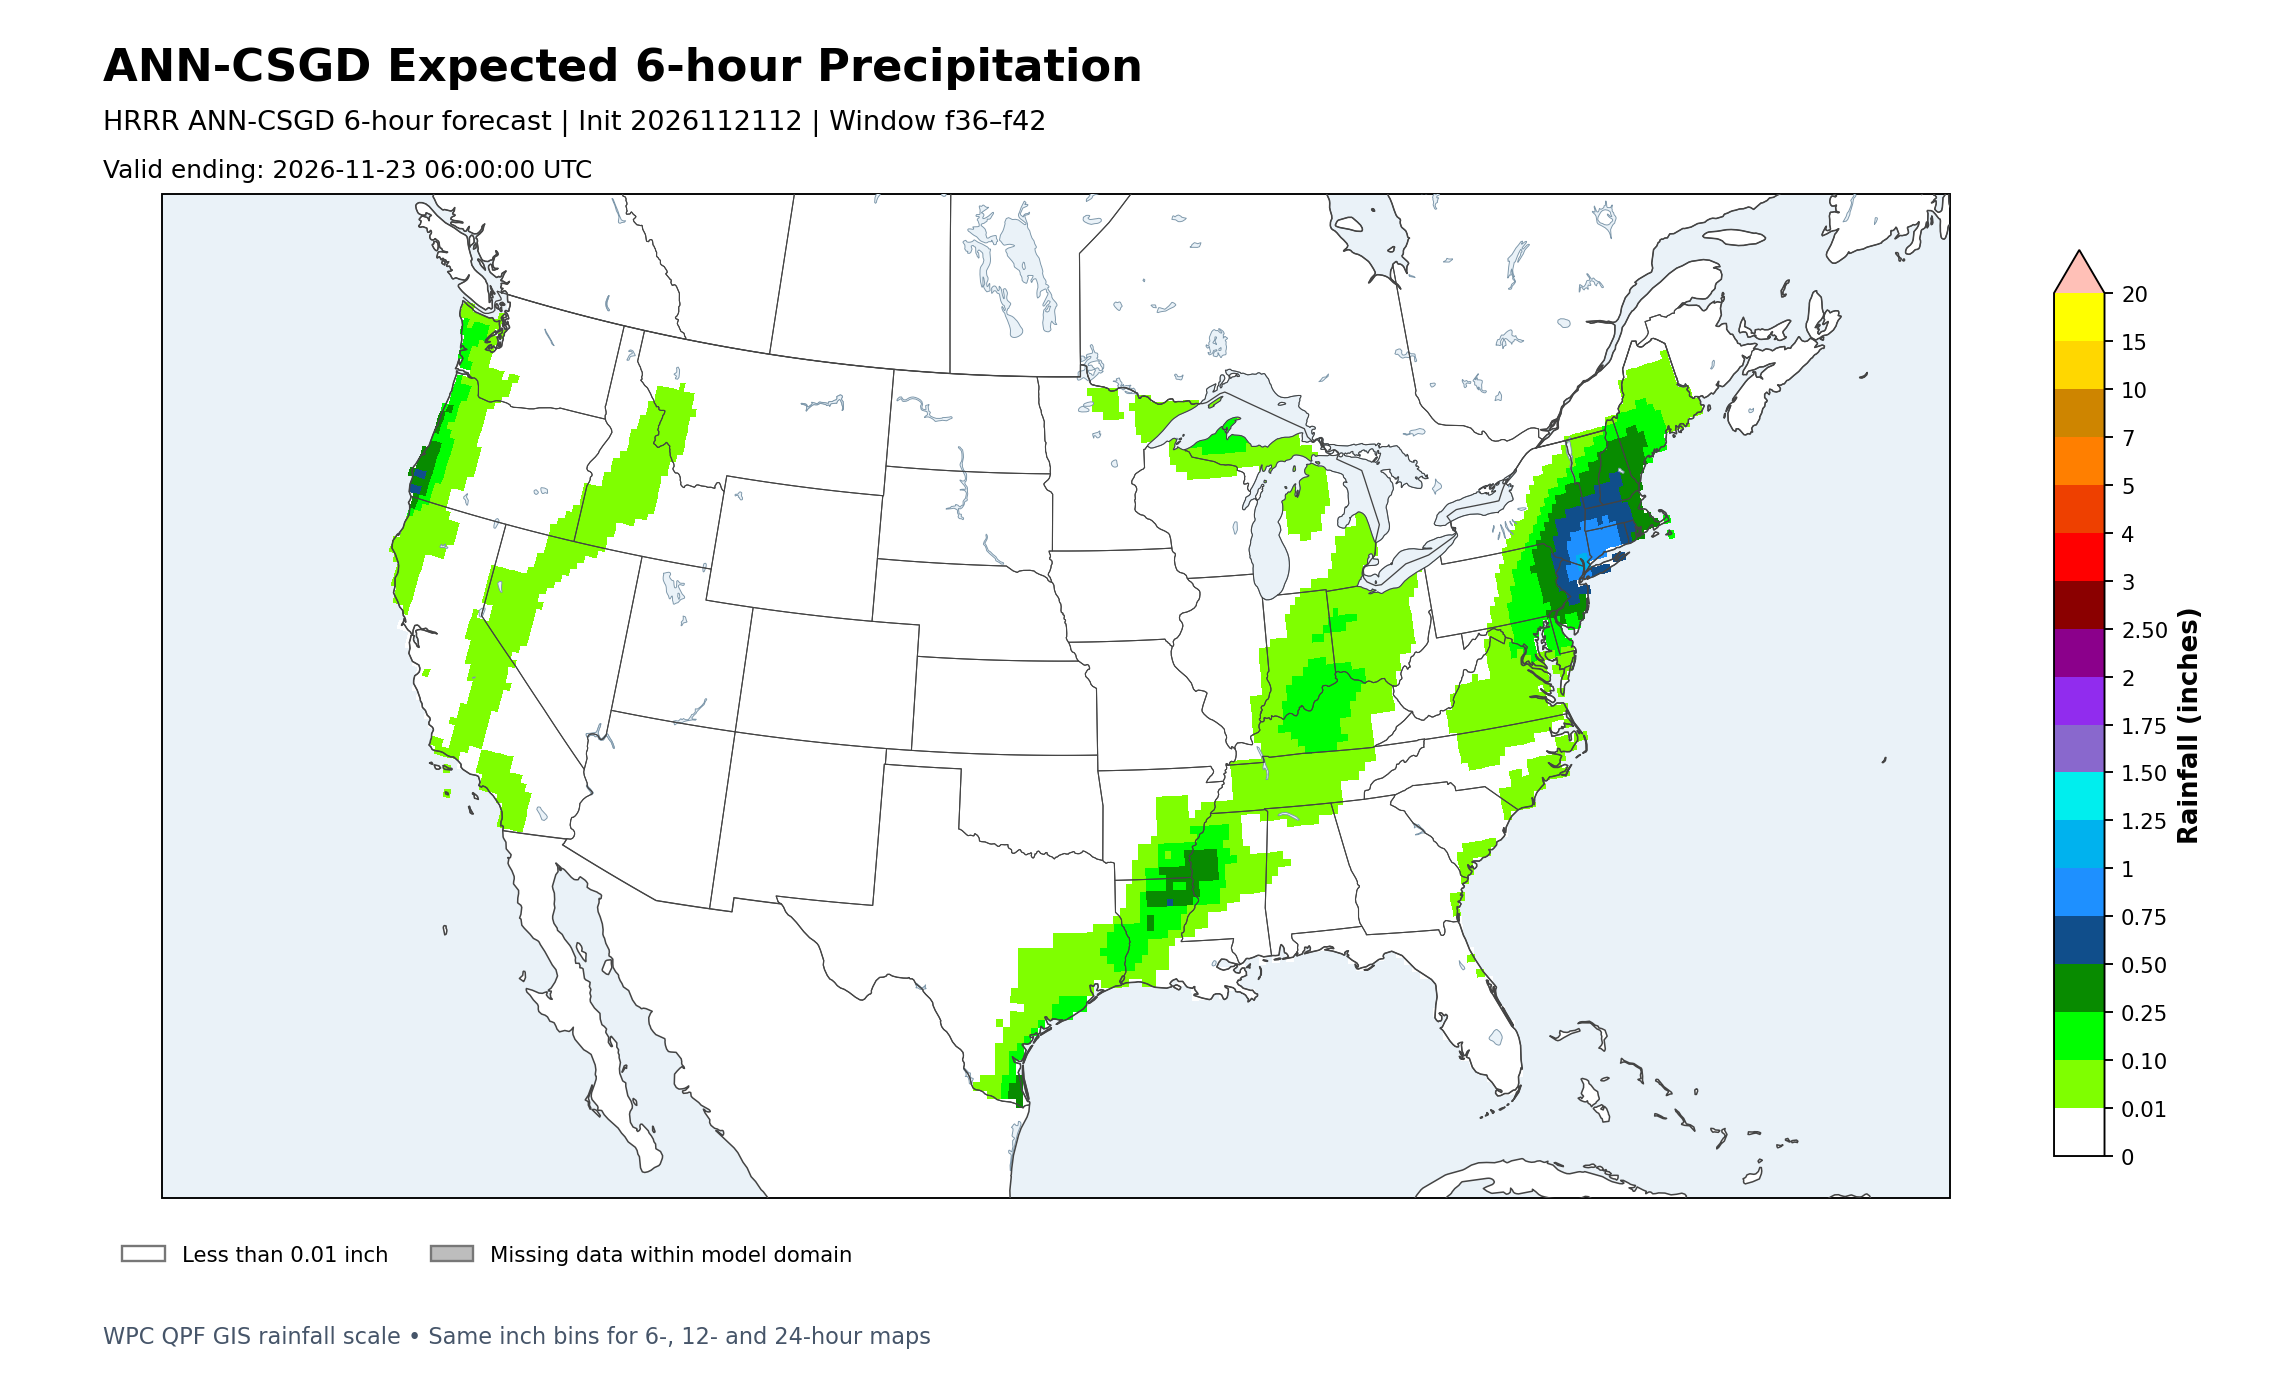 ANN-CSGD Expected 6-hour Precipitation
HRRR ANN-CSGD 6-hour forecast | Init 2026112112 | Window f36–f42
Valid ending: 2026-11-23 06:00:00 UTC
20
15
10
7
5
4
3
2.50
2
1.75
1.50
1.25
1
0.75
0.50
0.25
0.10
0.01
0
Rainfall (inches)
Less than 0.01 inch
Missing data within model domain
WPC QPF GIS rainfall scale • Same inch bins for 6-, 12- and 24-hour maps